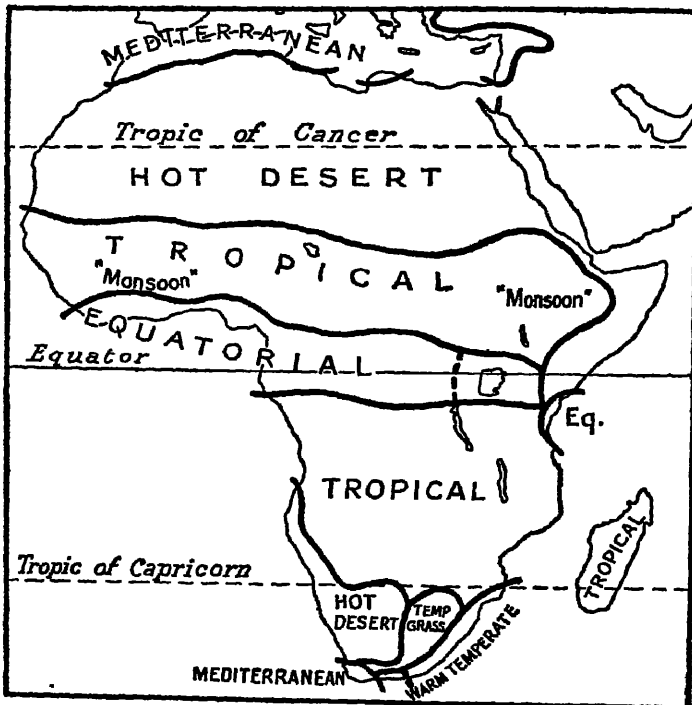 MEDITERRANEAN
Tropic of Cancer
HOT DESERT
TROPICAL
"Monsoon"
"Monsoon"
EQUATORIAL
Equator
Eq.
TROPICAL
TROPICAL
Tropic of Capricorn
HOT
DESERT
TEMP
GRASS
MEDITERRANEAN
WARM TEMPERATE